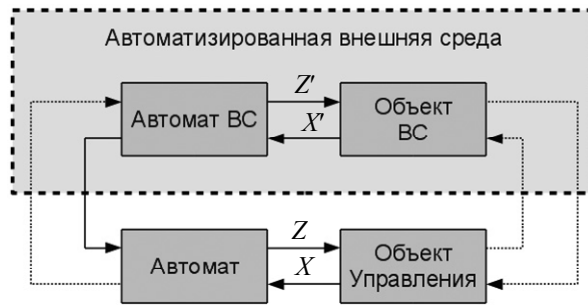 Автоматизированная внешняя среда
Z'
Автомат ВС
Объект
ВС
X'
Z
Автомат
Объект
Управления
X